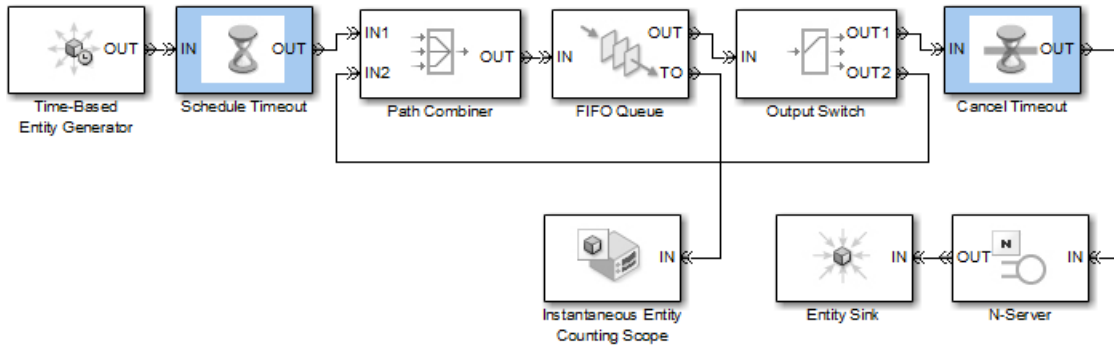 OUT
Time-Based
Entity Generator
IN
OUT
Schedule Timeout
IN1
IN2
OUT
Path Combiner
IN
OUT
TO
FIFO Queue
IN
OUT1
OUT2
Output Switch
IN
OUT
Cancel Timeout
IN
Instantaneous Entity
Counting Scope
IN
Entity Sink
OUT
N
IN
N-Server